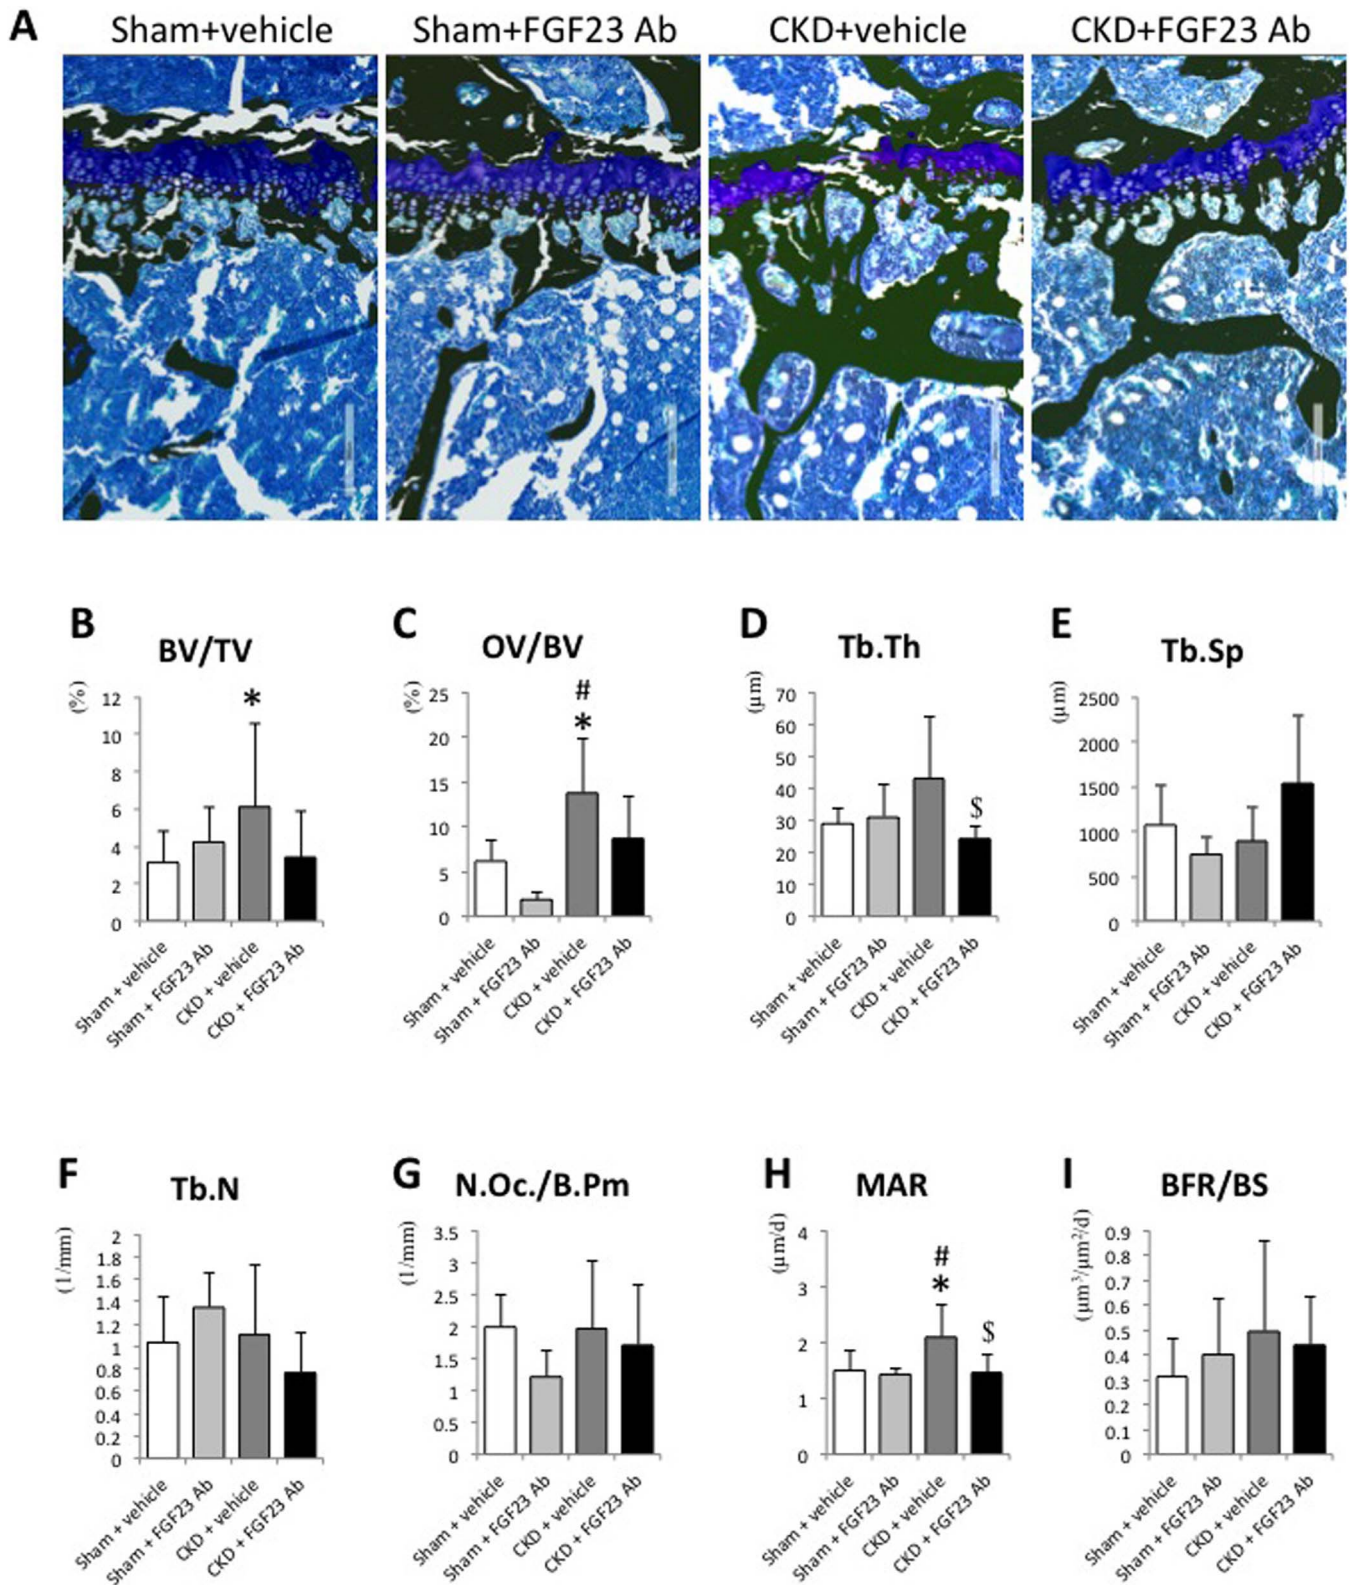 A
Sham+vehicle Sham+FGF23 Ab CKD+vehicle CKD+FGF23 Ab
B
BV/TV
(%)
12
10
8
6
4
2
0
*
Sham + vehicle
Sham + FGF23 Ab
CKD + vehicle
CKD + FGF23 Ab
C
OV/BV
(%)
25
20
15
10
5
0
#
*
Sham + vehicle
Sham + FGF23 Ab
CKD + vehicle
CKD + FGF23 Ab
D
Tb.Th
(μm)
70
60
50
40
30
20
10
0
$
Sham + vehicle
Sham + FGF23 Ab
CKD + vehicle
CKD + FGF23 Ab
E
Tb.Sp
(μm)
2500
2000
1500
1000
500
0
Sham + vehicle
Sham + FGF23 Ab
CKD + vehicle
CKD + FGF23 Ab
F
Tb.N
(1/mm)
2
1.8
1.6
1.4
1.2
1
0.8
0.6
0.4
0.2
0
Sham + vehicle
Sham + FGF23 Ab
CKD + vehicle
CKD + FGF23 Ab
G
N.Oc./B.Pm
(1/mm)
3.5
3
2.5
2
1.5
1
0.5
0
Sham + vehicle
Sham + FGF23 Ab
CKD + vehicle
CKD + FGF23 Ab
H
MAR
(μm/d)
4
3
2
1
0
#
*
$
Sham + vehicle
Sham + FGF23 Ab
CKD + vehicle
CKD + FGF23 Ab
I
BFR/BS
(μm³/μm²/d)
0.9
0.8
0.7
0.6
0.5
0.4
0.3
0.2
0.1
0
Sham + vehicle
Sham + FGF23 Ab
CKD + vehicle
CKD + FGF23 Ab